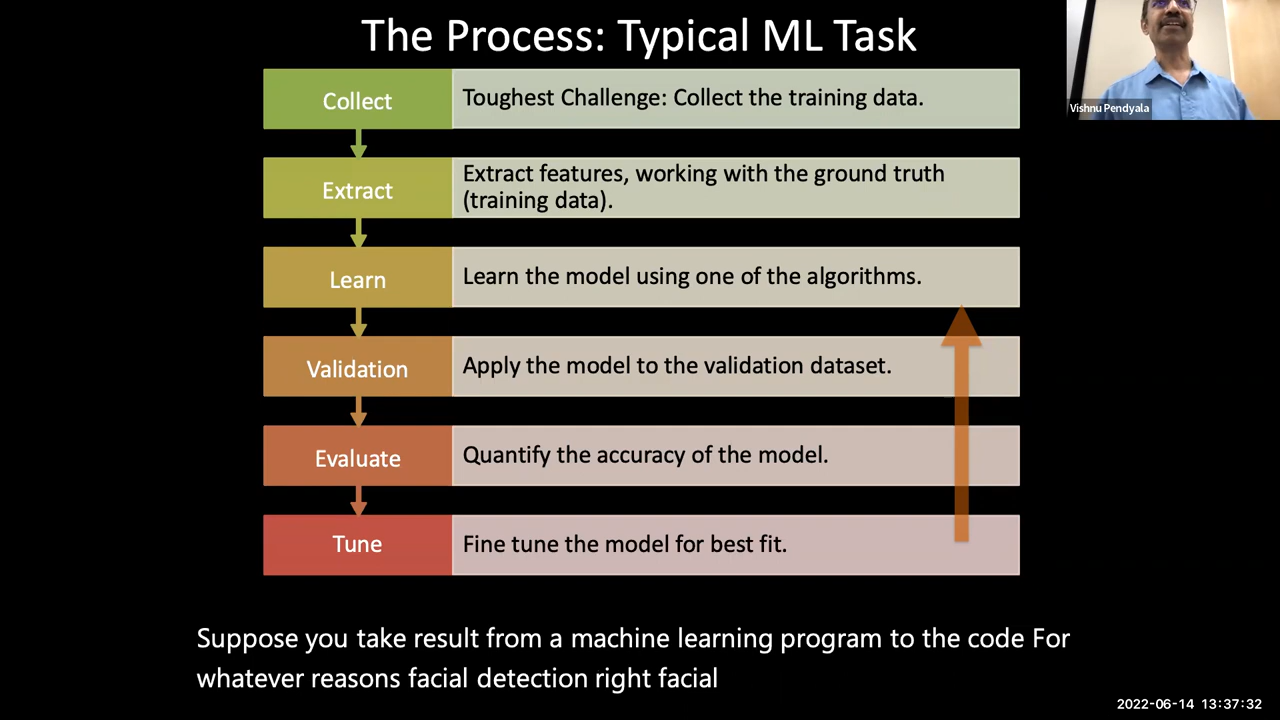 The Process: Typical ML Task
Vishnu Pendyala
Collect
Toughest Challenge: Collect the training data.
Extract
Extract features, working with the ground truth
(training data).
Learn
Learn the model using one of the algorithms.
Validation
Apply the model to the validation dataset.
Evaluate
Quantify the accuracy of the model.
Tune
Fine tune the model for best fit.
Suppose you take result from a machine learning program to the code For
whatever reasons facial detection right facial
2022-06-14 13:37:32